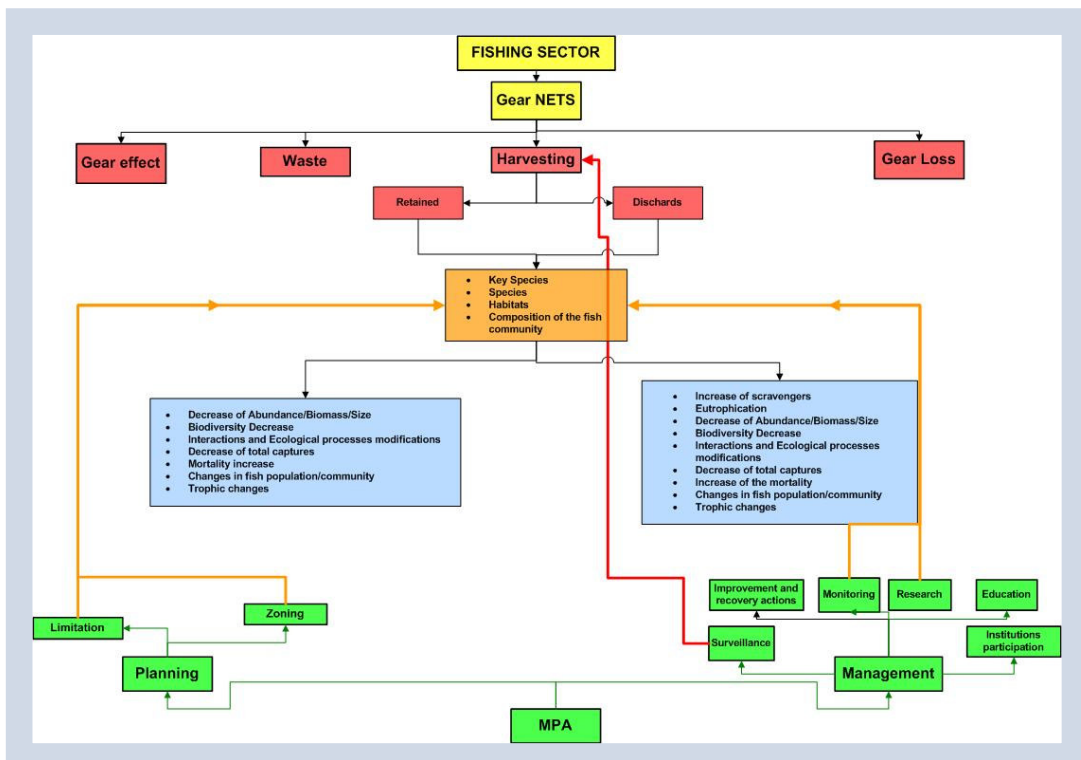 FISHING SECTOR
Gear NETS
Gear effect
Waste
Harvesting
Gear Loss
Retained
Dischards
• Key Species
• Species
• Habitats
• Composition of the fish
community
• Decrease of Abundance/Biomass/Size
• Biodiversity Decrease
• Interactions and Ecological processes modifications
• Decrease of total captures
• Mortality increase
• Changes in fish population/community
• Trophic changes
• Increase of scravengers
• Eutrophication
• Decrease of Abundance/Biomass/Size
• Biodiversity Decrease
• Interactions and Ecological processes
modifications
• Decrease of total captures
• Increase of the mortality
• Changes in fish population/community
• Trophic changes
Limitation
Zoning
Planning
Improvement and
recovery actions
Monitoring
Research
Education
Surveillance
Institutions
participation
Management
MPA